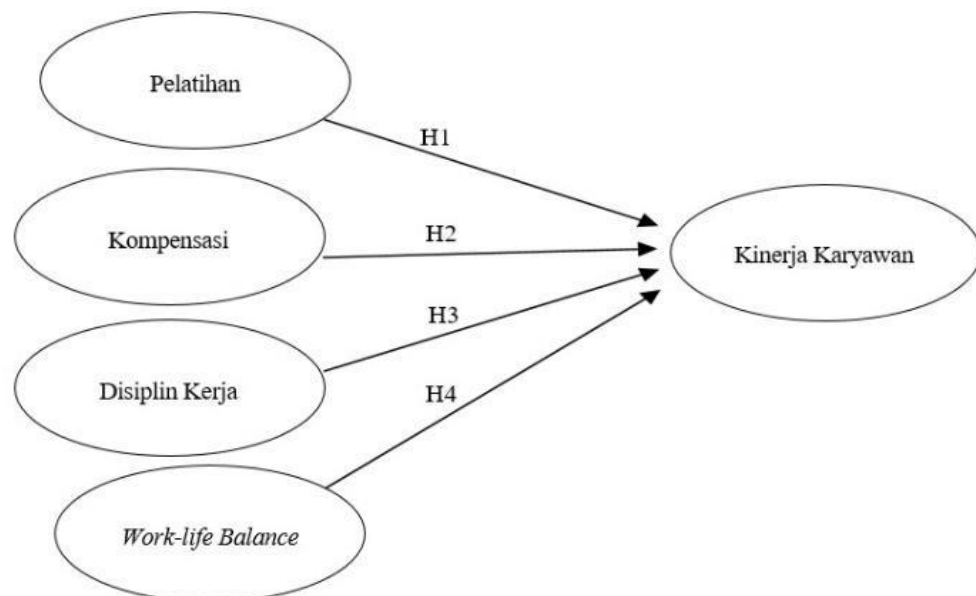 Pelatihan
H1
Kompensasi
H2
Kinerja Karyawan
H3
Disiplin Kerja
H4
Work-life Balance